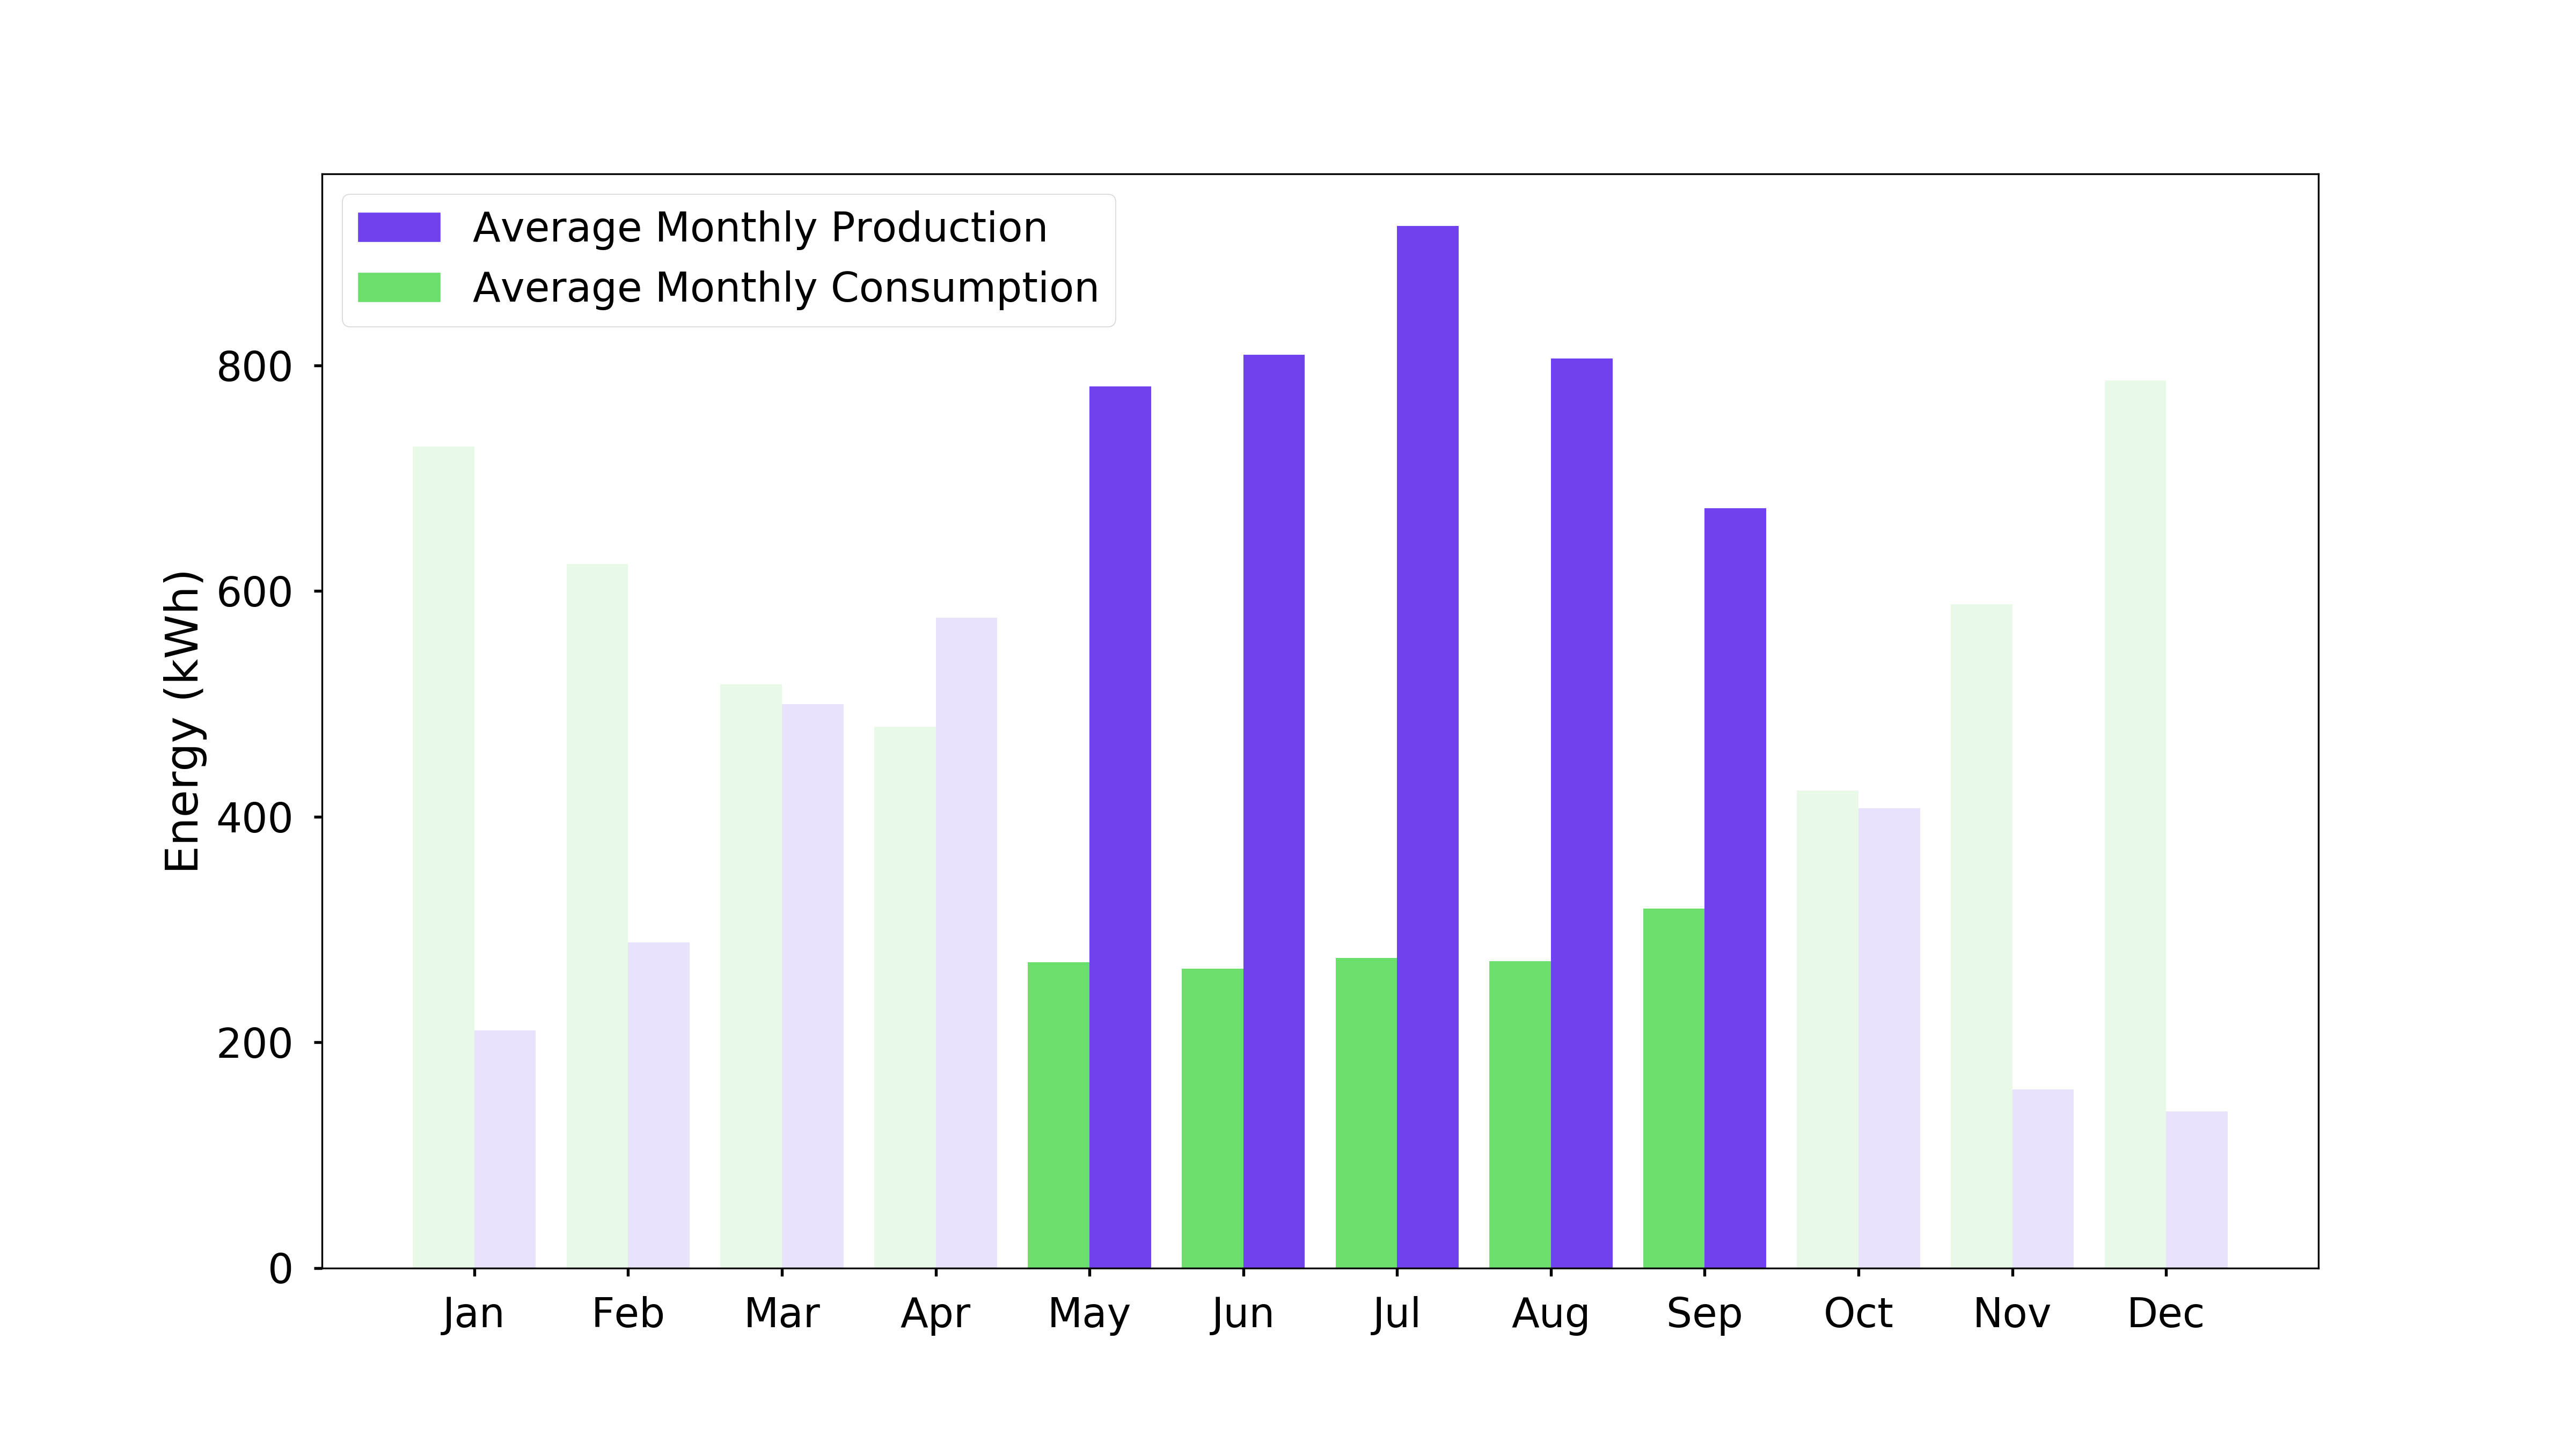 Average Monthly Production
Average Monthly Consumption
Energy (kWh)
800
600
400
200
0
Jan Feb Mar Apr May Jun Jul Aug Sep Oct Nov Dec